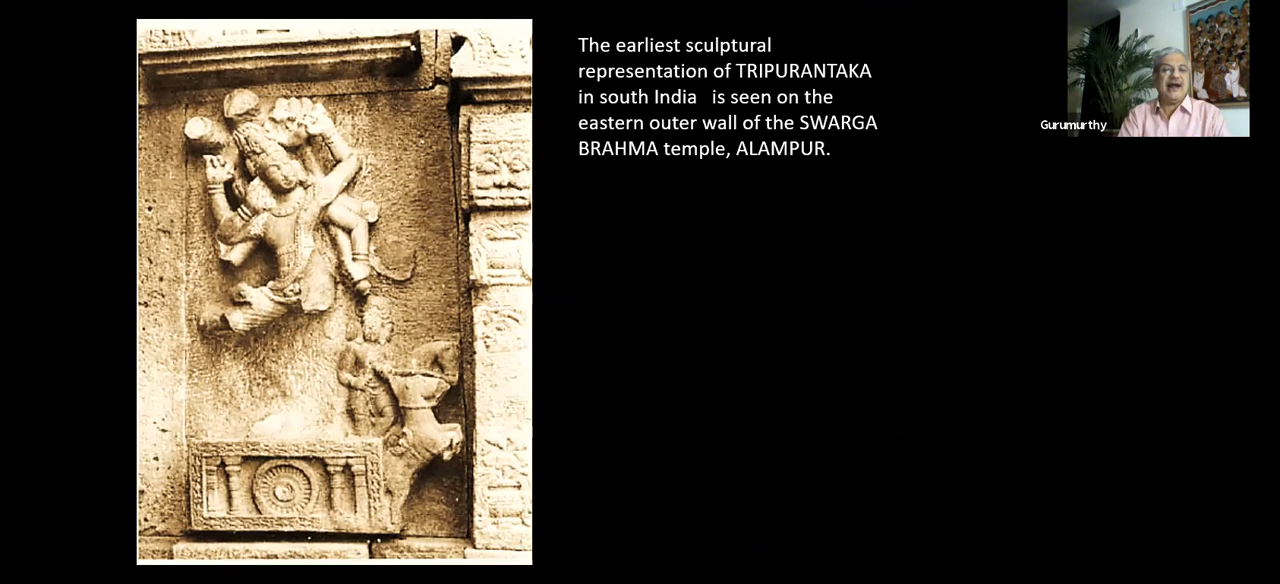 The earliest sculptural
representation of TRIPURANTAKA
in south India   is seen on the
eastern outer wall of the SWARGA
BRAHMA temple, ALAMPUR.
Gurumurthy